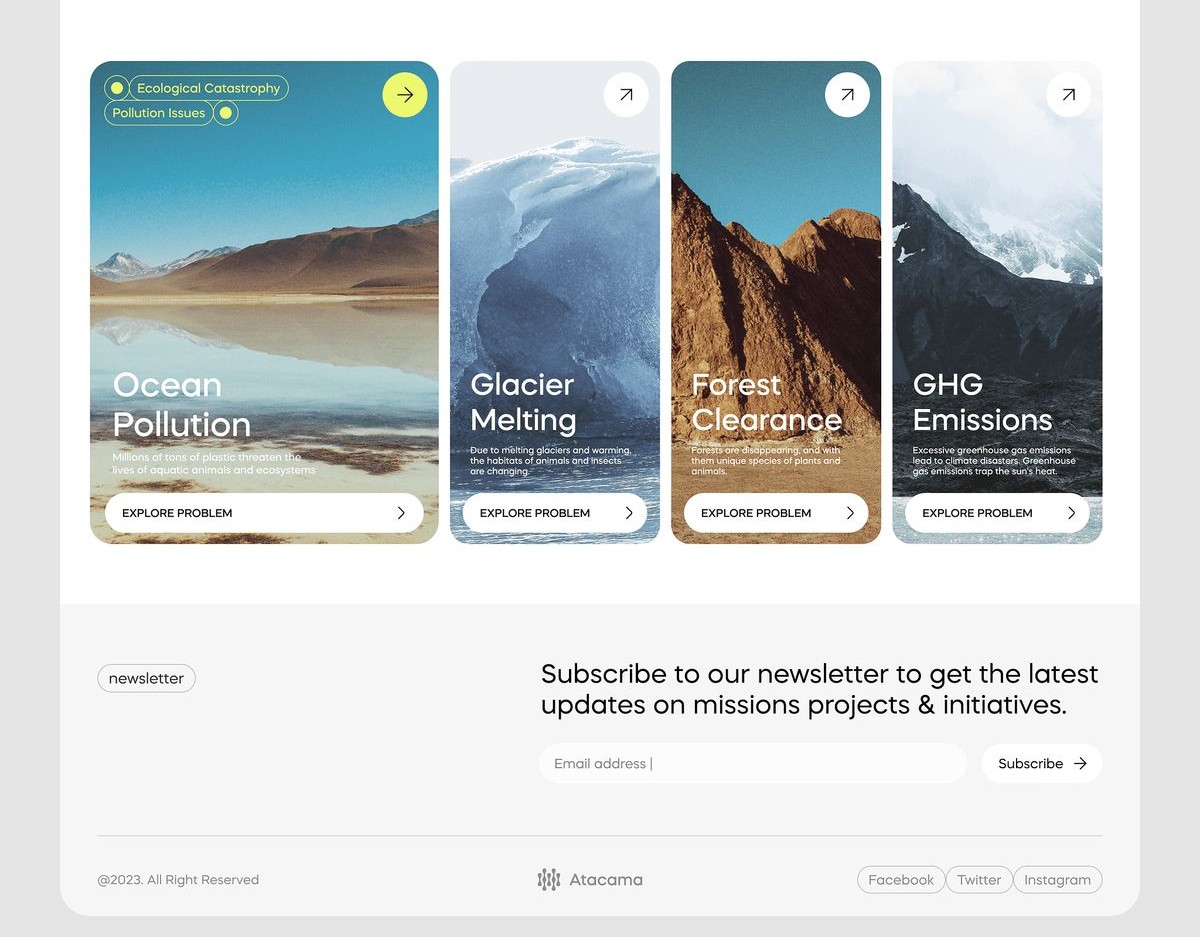 Ecological Catastrophy
Pollution Issues
Ocean
Pollution
Millions of tons of plastic threaten the
lives of aquatic animals and ecosystems
EXPLORE PROBLEM
Glacier
Melting
Due to melting glaciers and warming,
the habitats of animals and insects
are changing.
EXPLORE PROBLEM
Forest
Clearance
Forests are disappearing, and with
them unique species of plants and
animals.
EXPLORE PROBLEM
GHG
Emissions
Excessive greenhouse gas emissions
lead to climate disasters. Greenhouse
gas emissions trap the sun's heat.
EXPLORE PROBLEM
newsletter
Subscribe to our newsletter to get the latest
updates on missions projects & initiatives.
Email address |
Subscribe
@2023. All Right Reserved
Atacama
Facebook
Twitter
Instagram